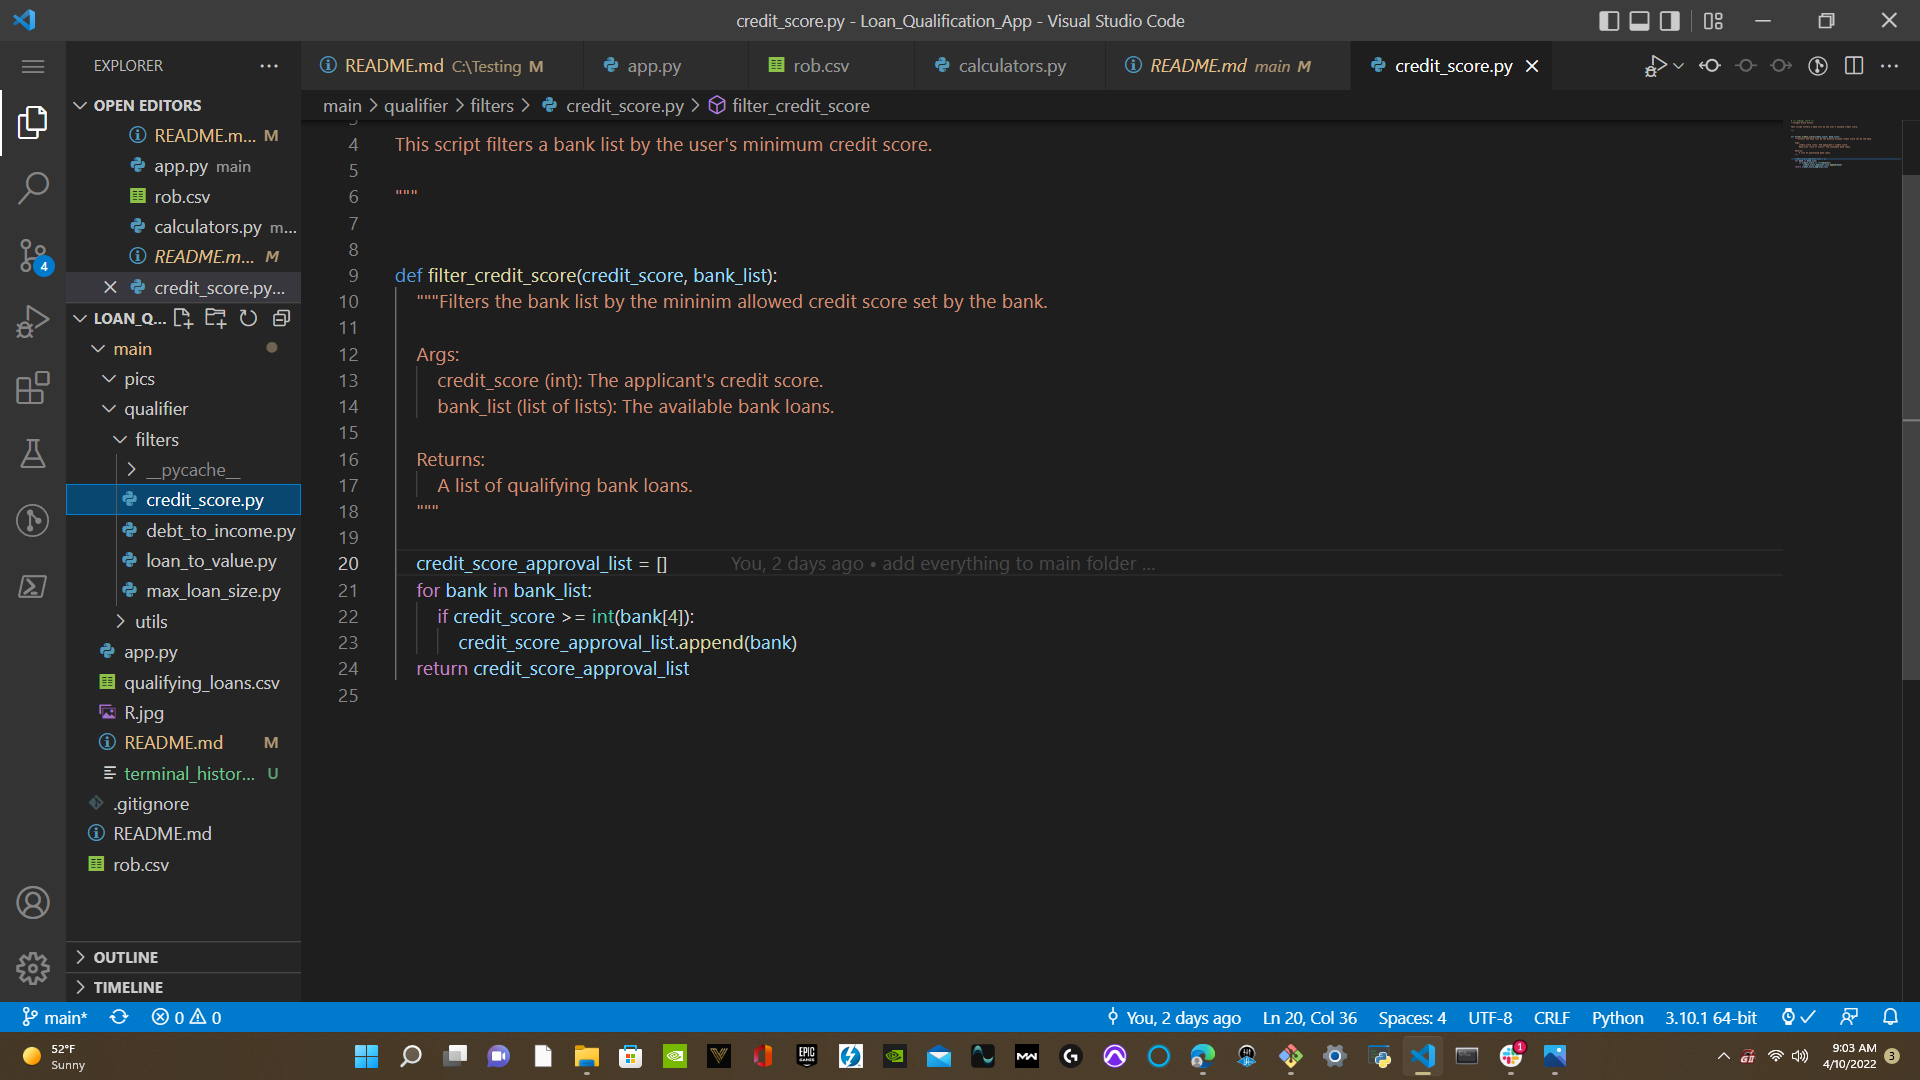 credit_score.py - Loan_Qualification_App - Visual Studio Code
EXPLORER
README.md C:\Testing M
app.py
rob.csv
calculators.py
README.md main M
credit_score.py
main > qualifier > filters > credit_score.py > filter_credit_score
OPEN EDITORS
README.m... M
app.py main
rob.csv
calculators.py m...
README.m... M
credit_score.py...
LOAN_Q...
main
pics
qualifier
filters
__pycache__
credit_score.py
debt_to_income.py
loan_to_value.py
max_loan_size.py
utils
app.py
qualifying_loans.csv
R.jpg
README.md M
terminal_histor... U
.gitignore
README.md
rob.csv
OUTLINE
TIMELINE
4
3
4 This script filters a bank list by the user's minimum credit score.
5
6 """
7
8
9 def filter_credit_score(credit_score, bank_list):
10 """Filters the bank list by the mininim allowed credit score set by the bank.
11
12 Args:
13 credit_score (int): The applicant's credit score.
14 bank_list (list of lists): The available bank loans.
15
16 Returns:
17 A list of qualifying bank loans.
18 """
19
20 credit_score_approval_list = [] You, 2 days ago • add everything to main folder ...
21 for bank in bank_list:
22 if credit_score >= int(bank[4]):
23 credit_score_approval_list.append(bank)
24 return credit_score_approval_list
25
main* 0 0 You, 2 days ago Ln 20, Col 36 Spaces: 4 UTF-8 CRLF Python 3.10.1 64-bit
52°F
Sunny
EPIC GAMES
MW
1
9:03 AM
4/10/2022
3